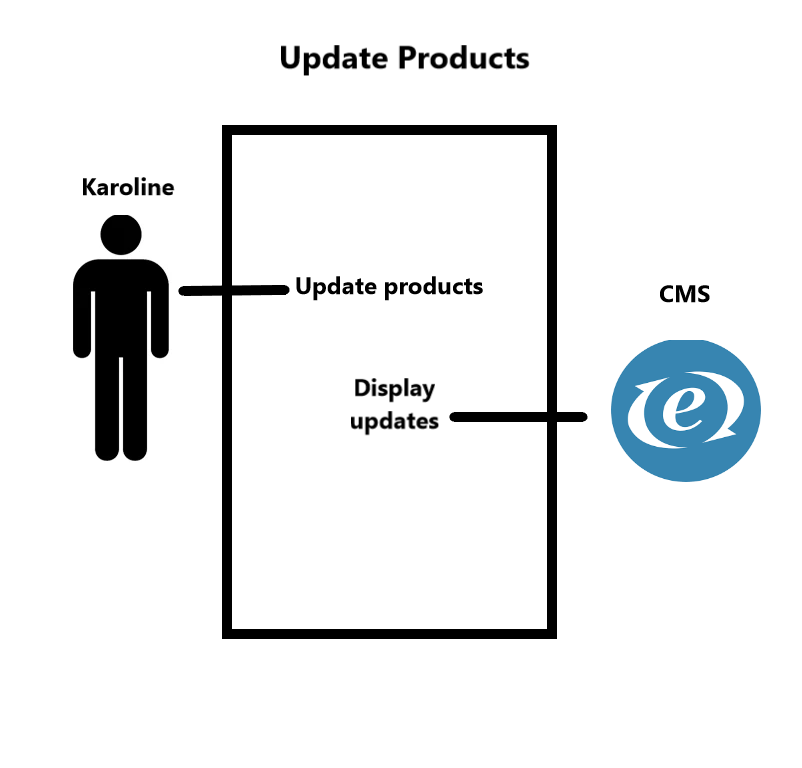 Update Products
Karoline
Update products
CMS
Display
updates
e